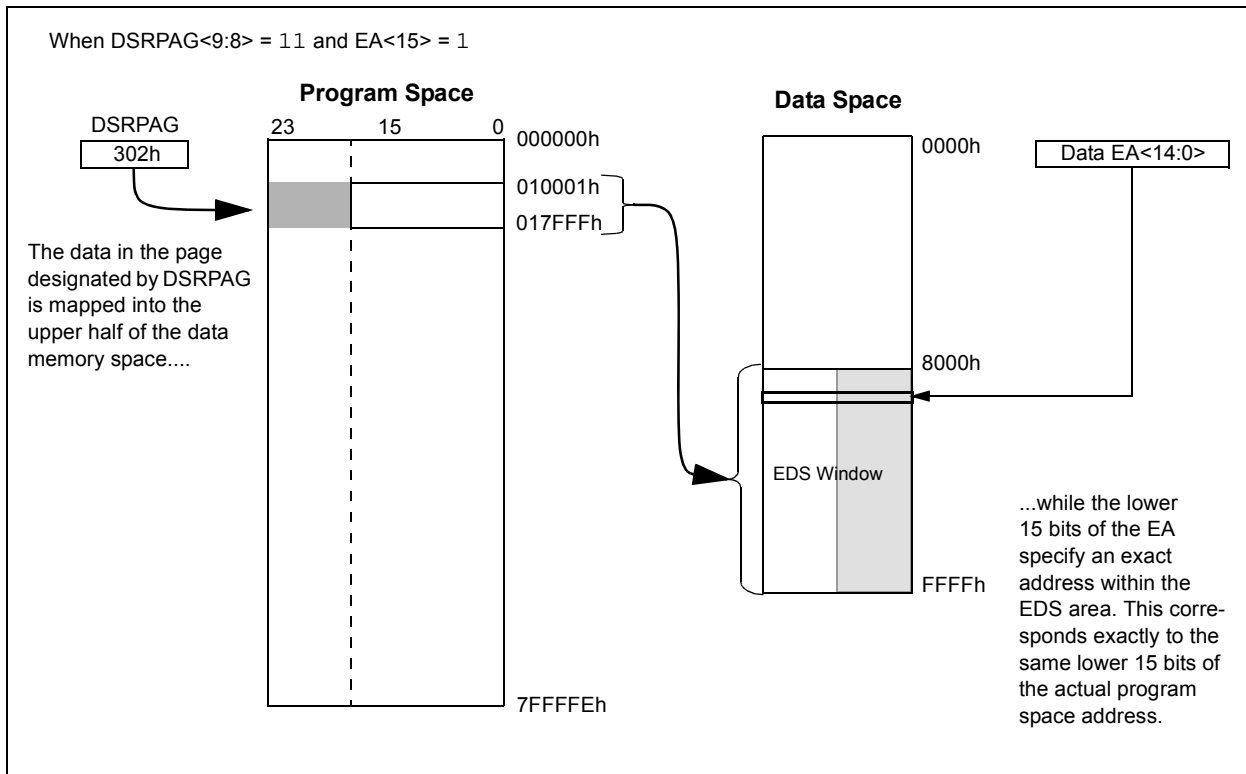 When DSRPAG<9:8> = 11 and EA<15> = 1
Program Space
Data Space
DSRPAG
302h
23 15 0
000000h
010001h
017FFFh
7FFFFEh
The data in the page
designated by DSRPAG
is mapped into the
upper half of the data
memory space....
0000h
8000h
FFFFh
EDS Window
Data EA<14:0>
...while the lower
15 bits of the EA
specify an exact
address within the
EDS area. This corre-
sponds exactly to the
same lower 15 bits of
the actual program
space address.